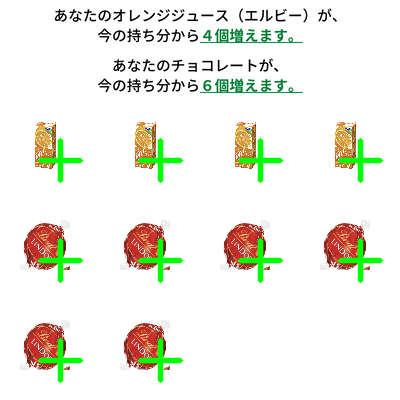 あなたのオレンジジュース（エルビー）が、
今の持ち分から４個増えます。
あなたのチョコレートが、
今の持ち分から６個増えます。